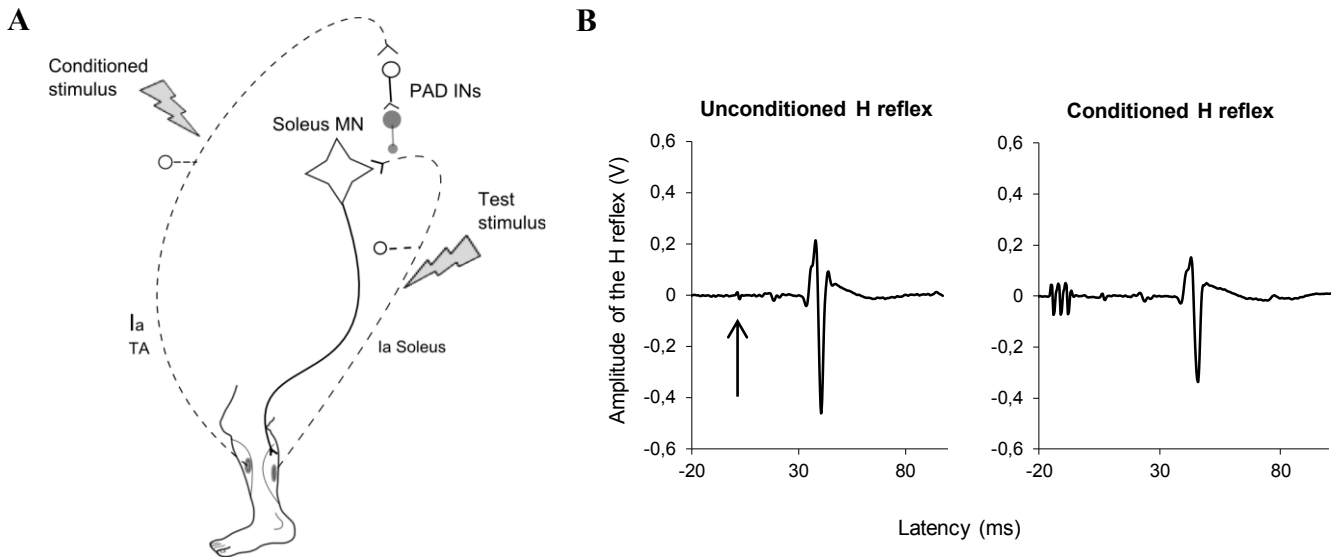 A
Conditioned
stimulus
PAD INs
Soleus MN
Test
stimulus
Ia
TA
Ia Soleus
B
Unconditioned H reflex
Conditioned H reflex
Amplitude of the H reflex (V)
0,6
0,4
0,2
0
-0,2
-0,4
-0,6
-20
30
80
0,6
0,4
0,2
0
-0,2
-0,4
-0,6
-20
30
80
Latency (ms)